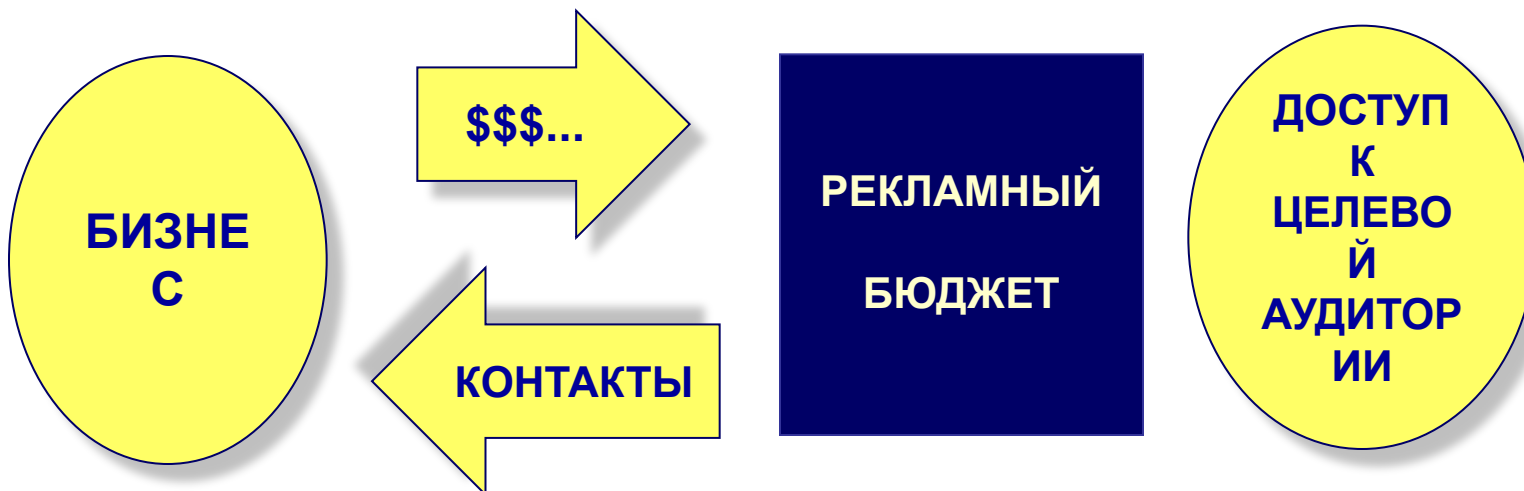 БИЗНЕ
С
$$$...
КОНТАКТЫ
РЕКЛАМНЫЙ
БЮДЖЕТ
ДОСТУП
К
ЦЕЛЕВО
Й
АУДИТОР
ИИ